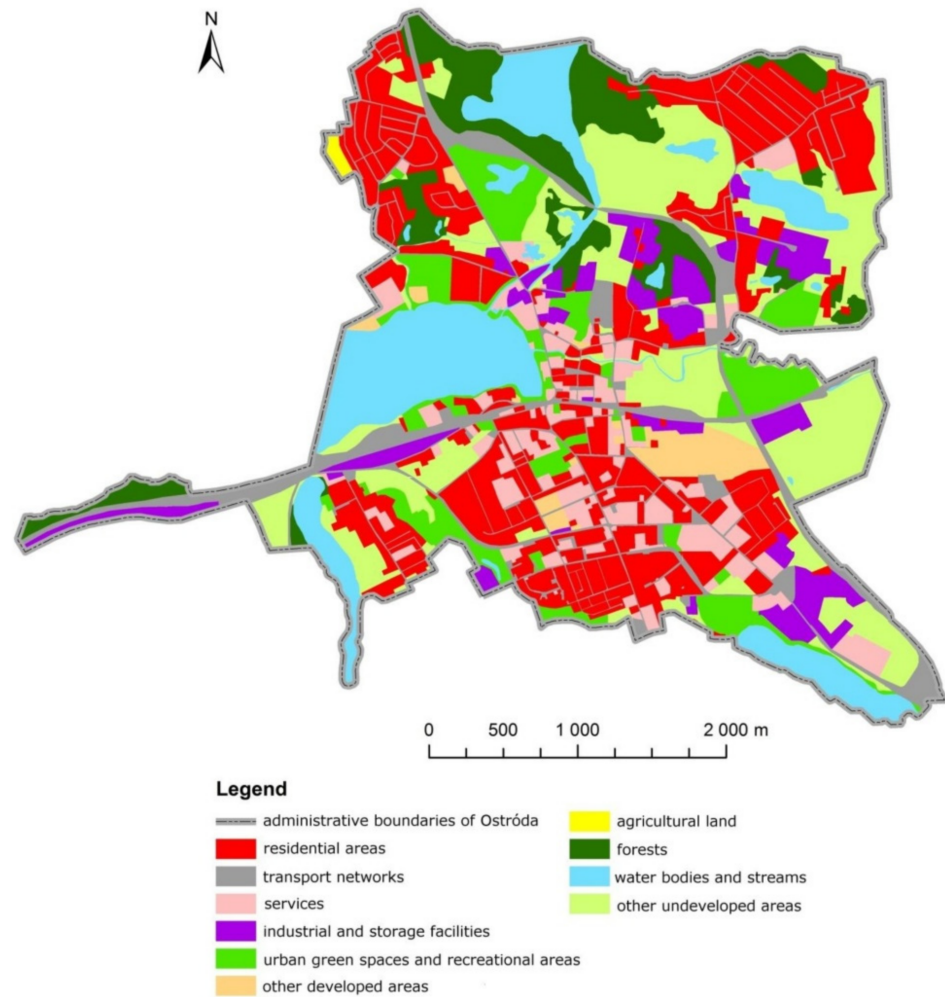 N
0 500 1 000 2 000 m
Legend
administrative boundaries of Ostróda
residential areas
transport networks
services
industrial and storage facilities
urban green spaces and recreational areas
other developed areas
agricultural land
forests
water bodies and streams
other undeveloped areas